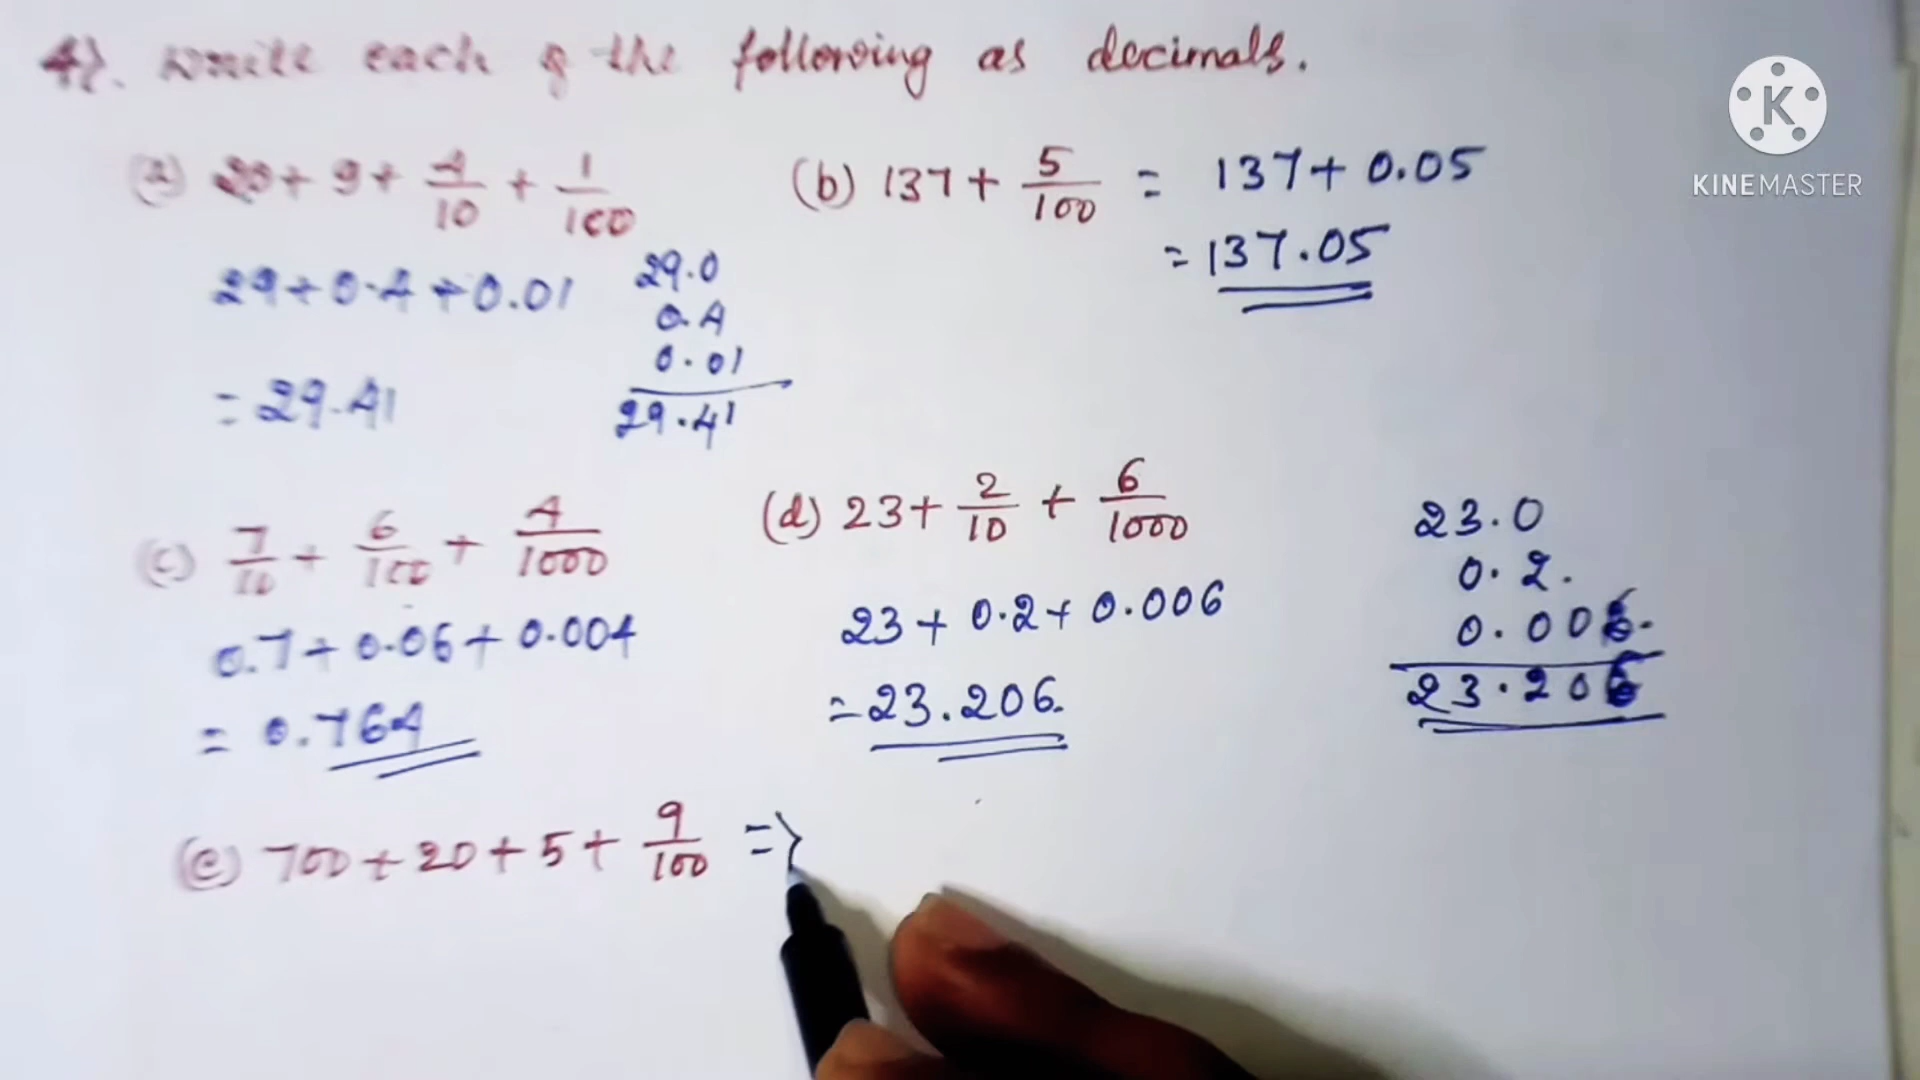 4). Write each of the following as decimals.
(a) 20 + 9 + 4/10 + 1/100
29 + 0.4 + 0.01
= 29.41
29.0
0.4
0.01
29.41
(b) 137 + 5/100 = 137 + 0.05
= 137.05
(c) 7/10 + 6/100 + 4/1000
0.7 + 0.06 + 0.004
= 0.764
(d) 23 + 2/10 + 6/1000
23 + 0.2 + 0.006
= 23.206
23.0
0.2.
0.006.
23.206
(e) 700 + 20 + 5 + 9/100 =>
KINEMASTER